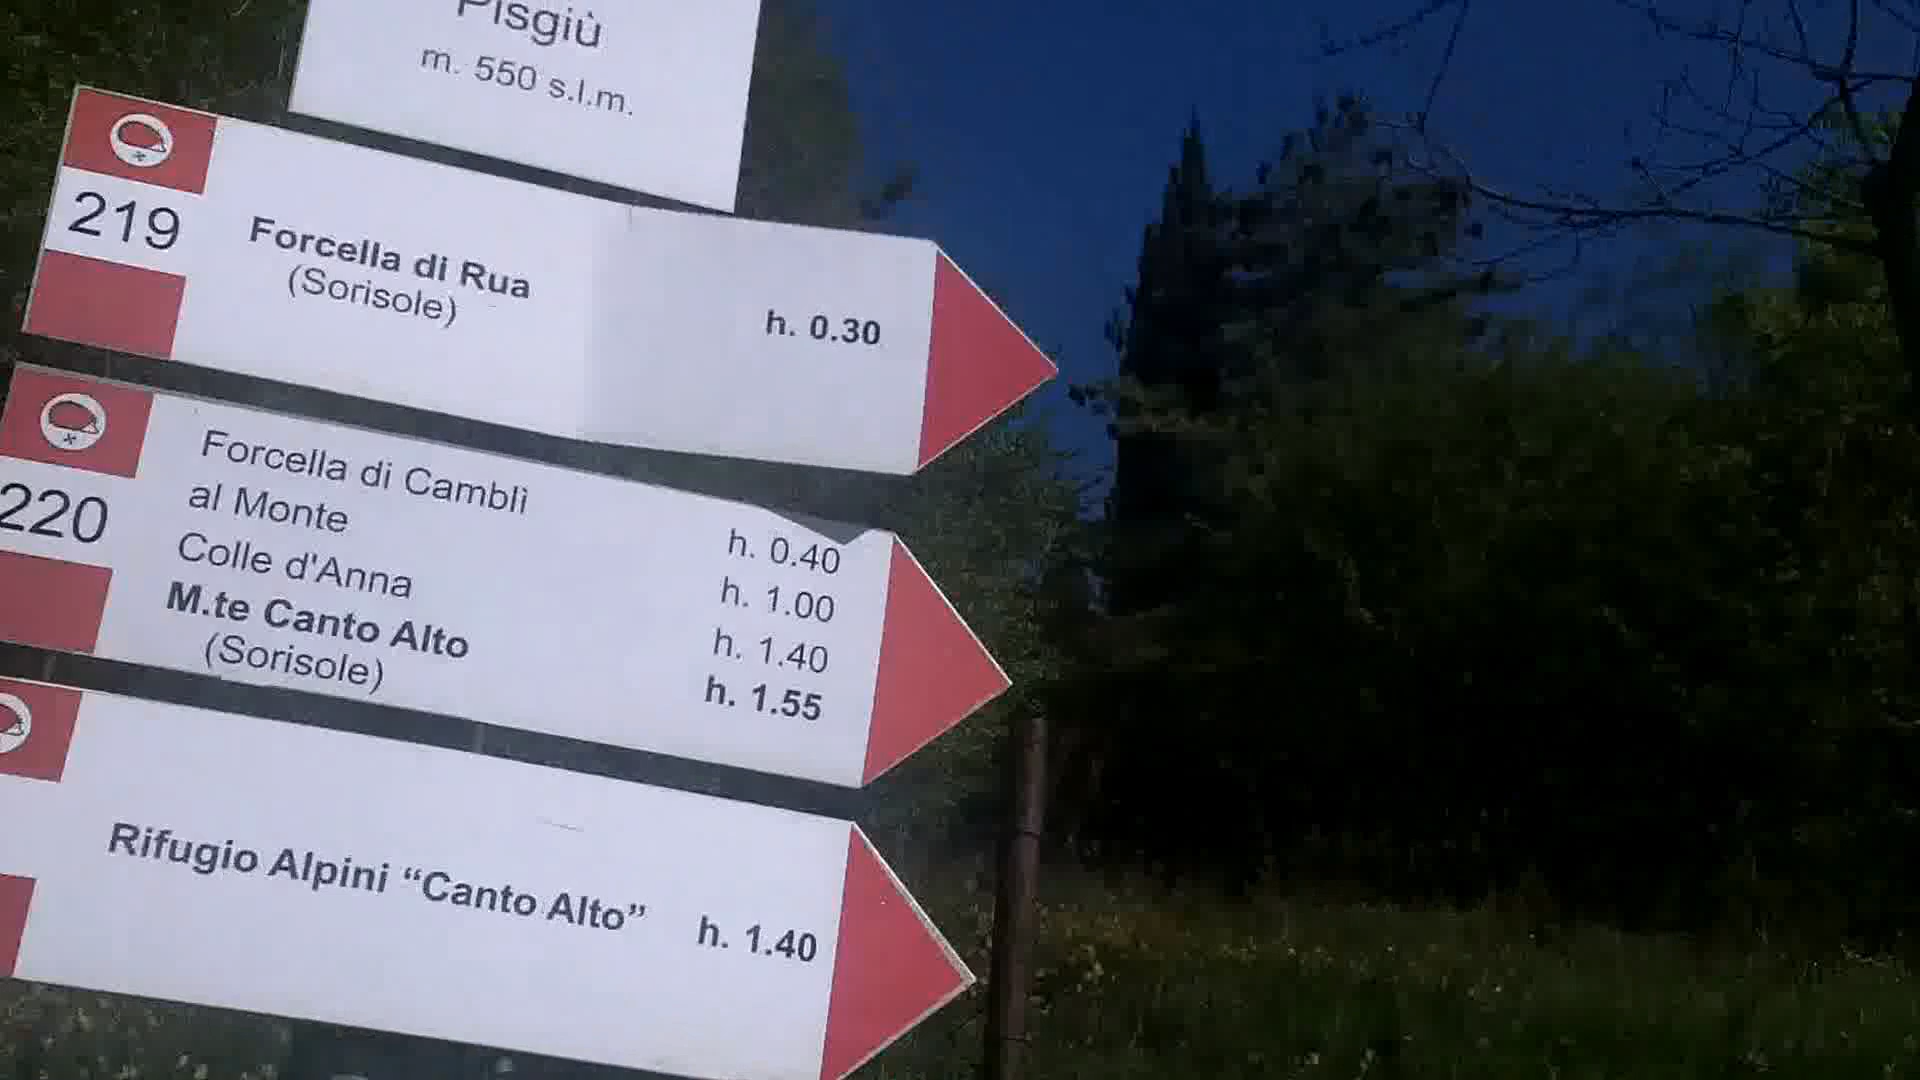 Pisgiù
m. 550 s.l.m.
219
Forcella di Rua
(Sorisole)
h. 0.30
220
Forcella di Camblì
al Monte
Colle d'Anna
M.te Canto Alto
(Sorisole)
h. 0.40
h. 1.00
h. 1.40
h. 1.55
Rifugio Alpini “Canto Alto” h. 1.40